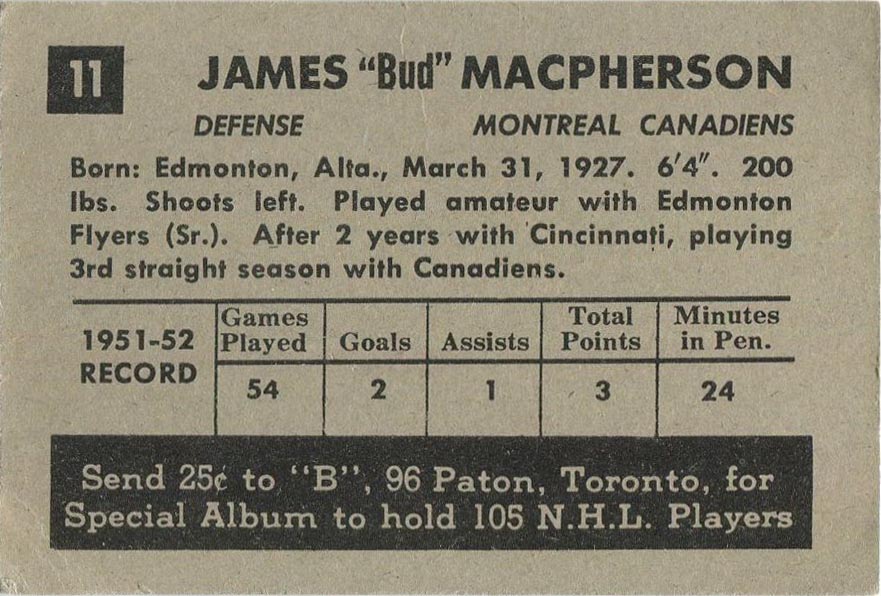 11 JAMES "Bud" MACPHERSON
DEFENSE MONTREAL CANADIENS
Born: Edmonton, Alta., March 31, 1927. 6'4". 200
lbs. Shoots left. Played amateur with Edmonton
Flyers (Sr.). After 2 years with Cincinnati, playing
3rd straight season with Canadiens.
1951-52 RECORD
Games Played Goals Assists Total Points Minutes in Pen.
54 2 1 3 24
Send 25¢ to "B", 96 Paton, Toronto, for
Special Album to hold 105 N.H.L. Players